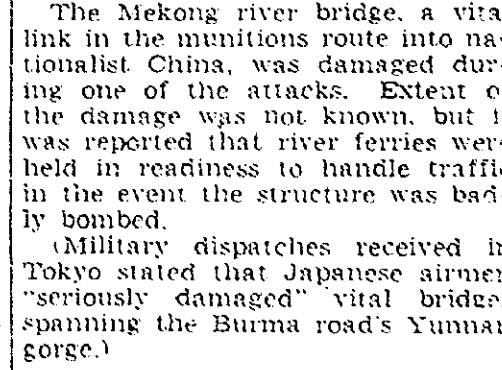 The Mekong river bridge, a vita
link in the munitions route into na-
tionalist China, was damaged dur-
ing one of the attacks. Extent o
the damage was not known, but i
was reported that river ferries wer
held in readiness to handle traffi
in the event the structure was bad-
ly bombed.
(Military dispatches received i
Tokyo stated that Japanese airme
"seriously damaged" vital bridge
spanning the Burma road's Yunnan
gorge.)